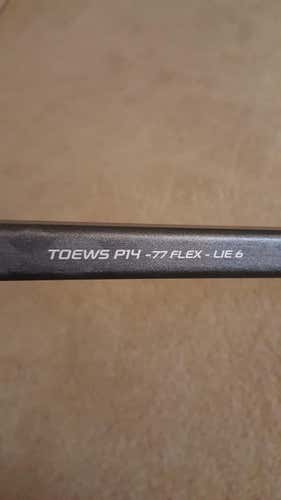 TOEWS P14 -77 FLEX - LIE 6